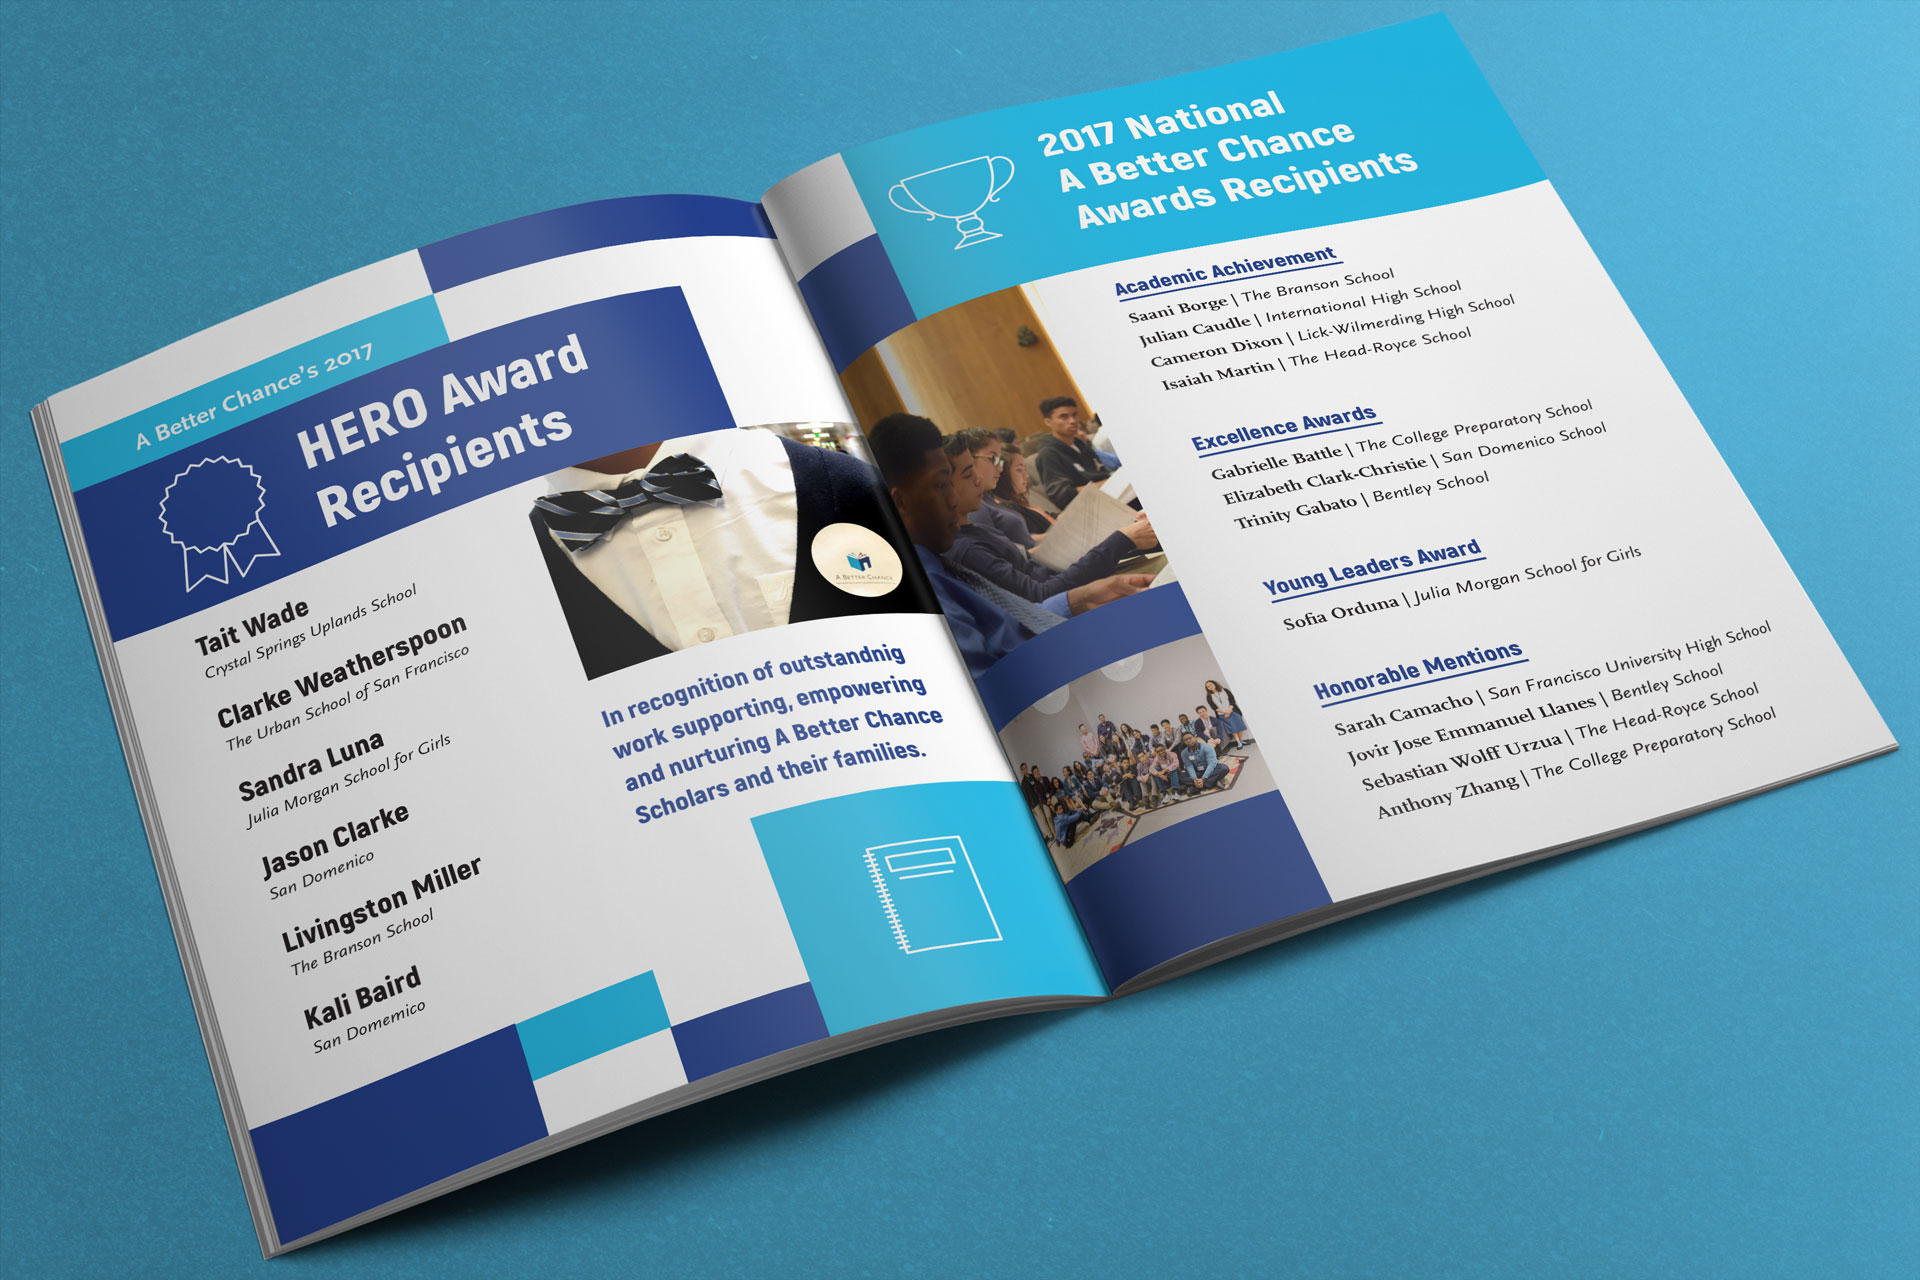 A Better Chance's 2017
HERO Award
Recipients
Tait Wade
Crystal Springs Uplands School
Clarke Weatherspoon
The Urban School of San Francisco
Sandra Luna
Julia Morgan School for Girls
Jason Clarke
San Domenico
Livingston Miller
The Branson School
Kali Baird
San Domemico
A BETTER CHANCE
In recognition of outstandnig
work supporting, empowering
and nurturing A Better Chance
Scholars and their families.
2017 National
A Better Chance
Awards Recipients
Academic Achievement
Saani Borge | The Branson School
Julian Caudle | International High School
Cameron Dixon | Lick-Wilmerding High School
Isaiah Martin | The Head-Royce School
Excellence Awards
Gabrielle Battle | The College Preparatory School
Elizabeth Clark-Christie | San Domenico School
Trinity Gabato | Bentley School
Young Leaders Award
Sofia Orduna | Julia Morgan School for Girls
Honorable Mentions
Sarah Camacho | San Francisco University High School
Jovir Jose Emmanuel Llanes | Bentley School
Sebastian Wolff Urzua | The Head-Royce School
Anthony Zhang | The College Preparatory School